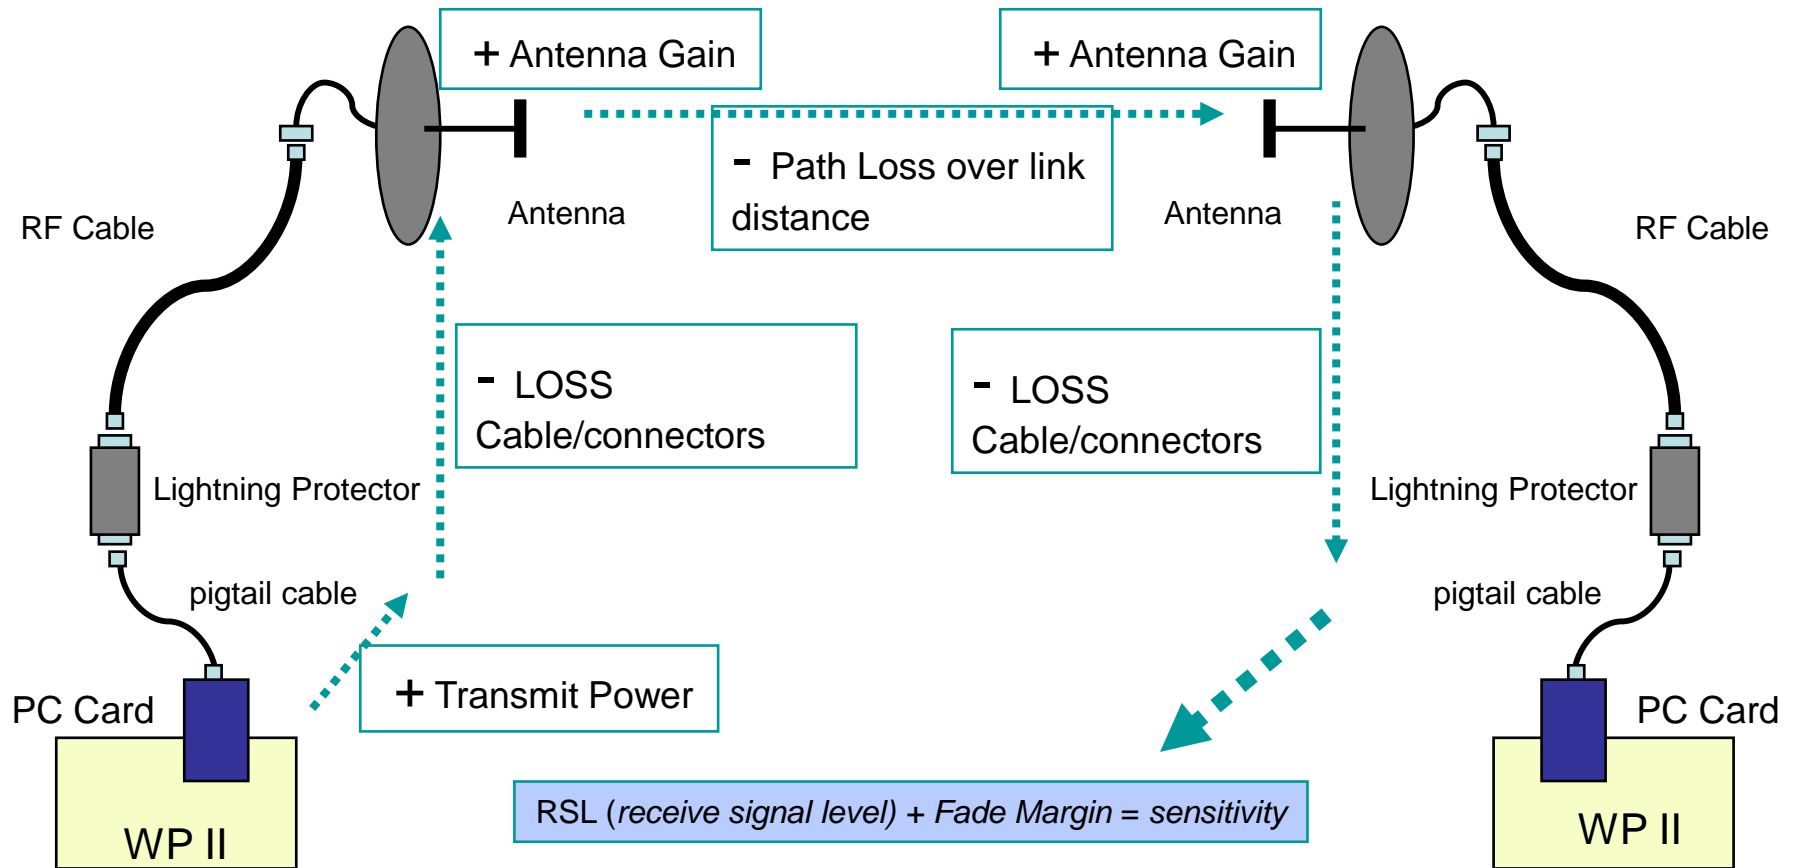 + Antenna Gain
+ Antenna Gain
- Path Loss over link
distance
Antenna
Antenna
RF Cable
RF Cable
- LOSS
Cable/connectors
- LOSS
Cable/connectors
Lightning Protector
Lightning Protector
pigtail cable
pigtail cable
+ Transmit Power
PC Card
PC Card
RSL (receive signal level) + Fade Margin = sensitivity
WP II
WP II